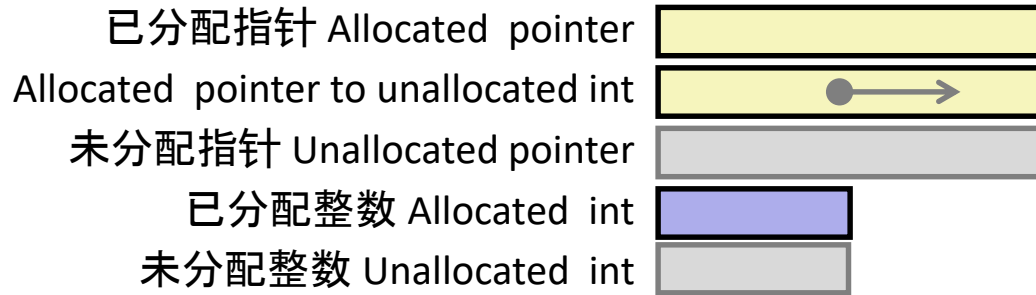 已分配指针 Allocated pointer
Allocated pointer to unallocated int
未分配指针 Unallocated pointer
已分配整数 Allocated int
未分配整数 Unallocated int